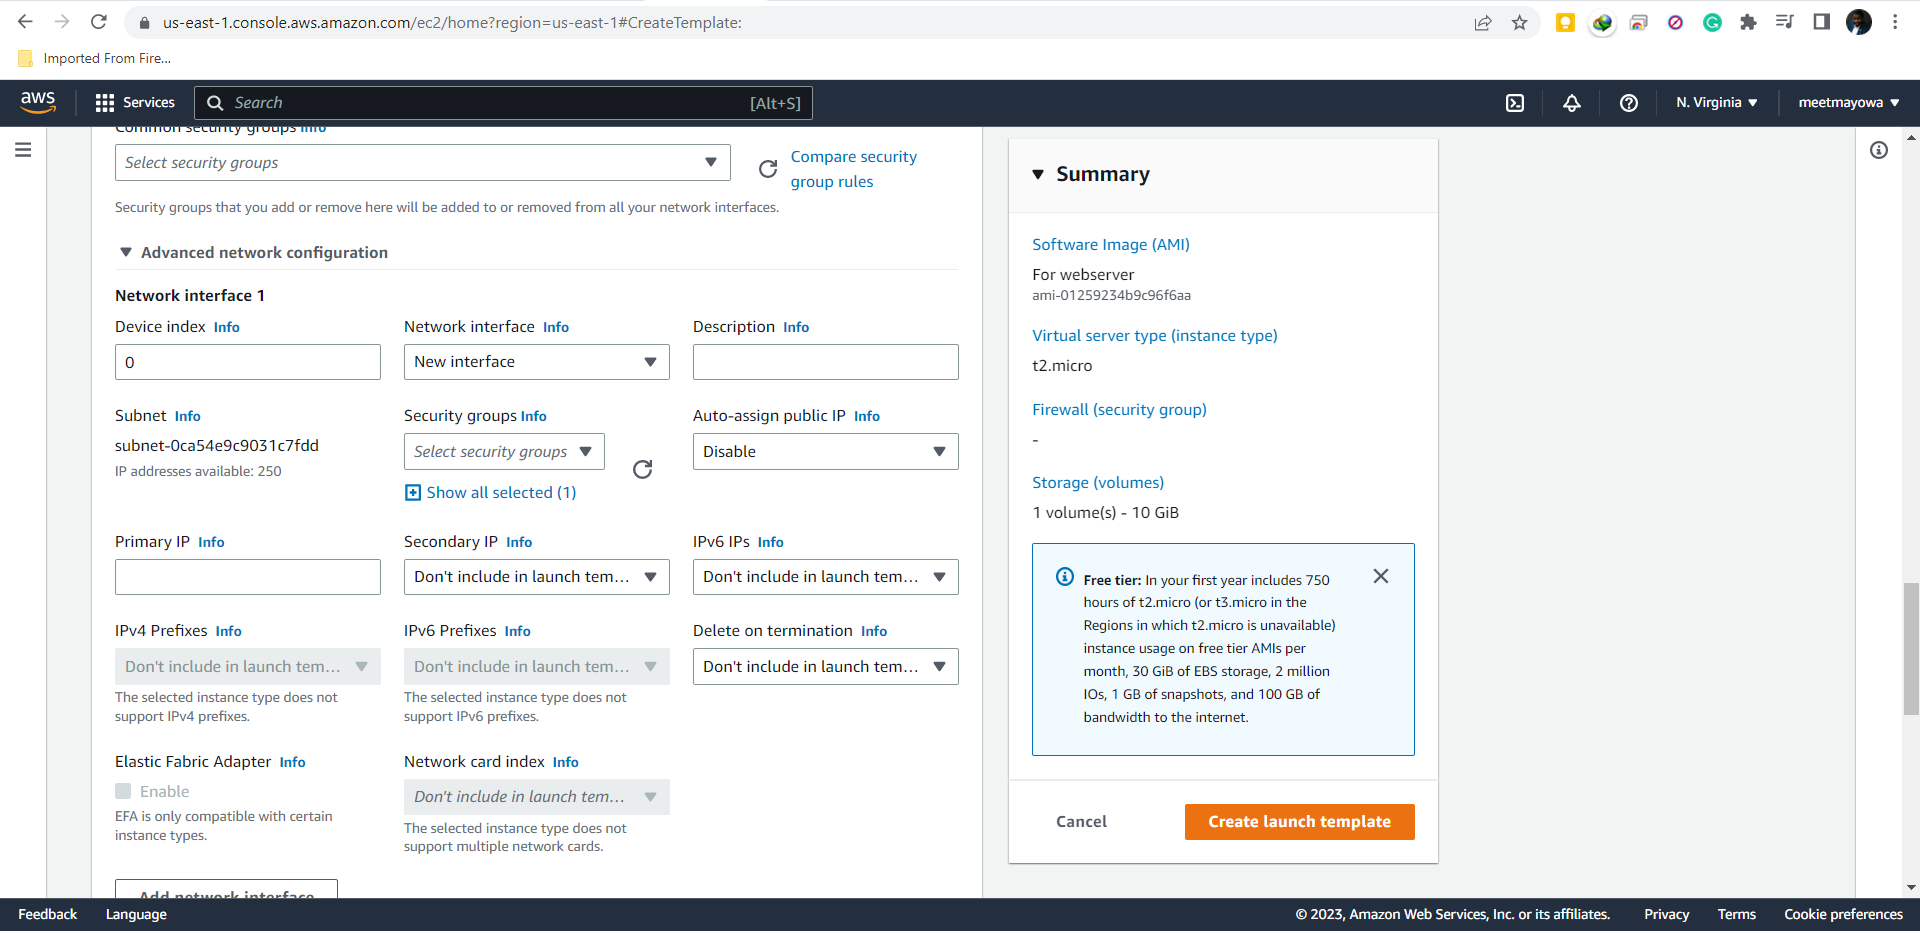 us-east-1.console.aws.amazon.com/ec2/home?region=us-east-1#CreateTemplate:
Imported From Fire...
aws
Services
Search
[Alt+S]
N. Virginia
meetmayowa
Common security groups Info
Select security groups
Compare security
group rules
Security groups that you add or remove here will be added to or removed from all your network interfaces.
Advanced network configuration
Network interface 1
Device index Info
Network interface Info
Description Info
0
New interface
Subnet Info
Security groups Info
Auto-assign public IP Info
subnet-0ca54e9c9031c7fdd
IP addresses available: 250
Select security groups
Disable
Show all selected (1)
Primary IP Info
Secondary IP Info
IPv6 IPs Info
Don't include in launch tem...
Don't include in launch tem...
IPv4 Prefixes Info
IPv6 Prefixes Info
Delete on termination Info
Don't include in launch tem...
Don't include in launch tem...
Don't include in launch tem...
The selected instance type does not
support IPv4 prefixes.
The selected instance type does not
support IPv6 prefixes.
Elastic Fabric Adapter Info
Network card index Info
Enable
EFA is only compatible with certain
instance types.
Don't include in launch tem...
The selected instance type does not
support multiple network cards.
Add network interface
Summary
Software Image (AMI)
For webserver
ami-01259234b9c96f6aa
Virtual server type (instance type)
t2.micro
Firewall (security group)
-
Storage (volumes)
1 volume(s) - 10 GiB
Free tier: In your first year includes 750
hours of t2.micro (or t3.micro in the
Regions in which t2.micro is unavailable)
instance usage on free tier AMIs per
month, 30 GiB of EBS storage, 2 million
IOs, 1 GB of snapshots, and 100 GB of
bandwidth to the internet.
Cancel
Create launch template
Feedback
Language
© 2023, Amazon Web Services, Inc. or its affiliates.
Privacy
Terms
Cookie preferences